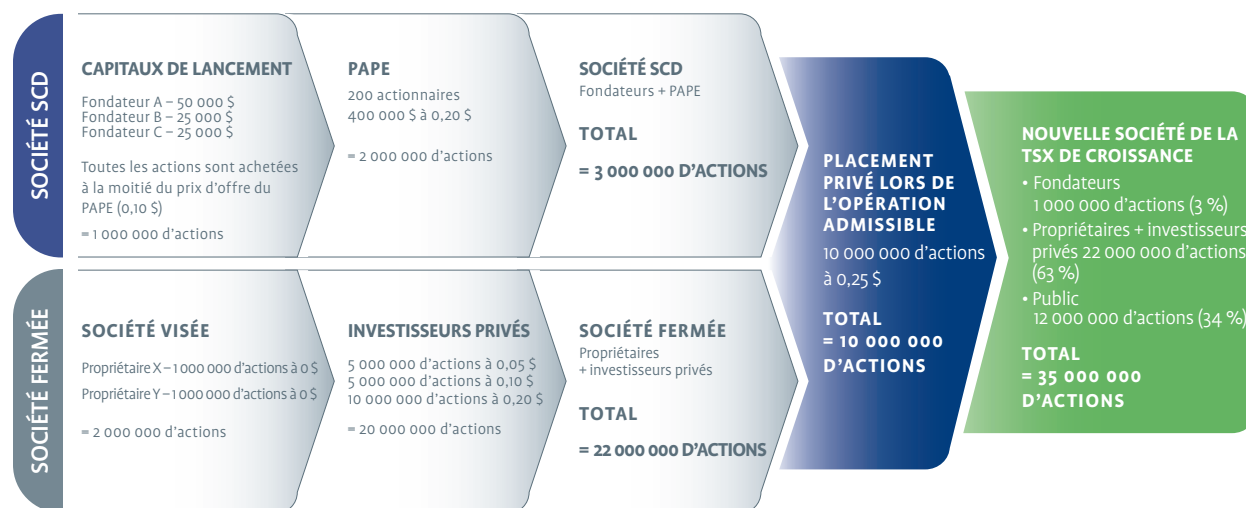 SOCIÉTÉ SCD
CAPITAUX DE LANCEMENT
Fondateur A – 50 000 $
Fondateur B – 25 000 $
Fondateur C – 25 000 $
Toutes les actions sont achetées
à la moitié du prix d’offre du
PAPE (0,10 $)
= 1 000 000 d’actions
PAPE
200 actionnaires
400 000 $ à 0,20 $
= 2 000 000 d’actions
SOCIÉTÉ SCD
Fondateurs + PAPE
TOTAL
= 3 000 000 D’ACTIONS
SOCIÉTÉ FERMÉE
SOCIÉTÉ VISÉE
Propriétaire X – 1 000 000 d’actions à 0 $
Propriétaire Y – 1 000 000 d’actions à 0 $
= 2 000 000 d’actions
INVESTISSEURS PRIVÉS
5 000 000 d’actions à 0,05 $
5 000 000 d’actions à 0,10 $
10 000 000 d’actions à 0,20 $
= 20 000 000 d’actions
SOCIÉTÉ FERMÉE
Propriétaires
+ investisseurs privés
TOTAL
= 22 000 000 D’ACTIONS
PLACEMENT
PRIVÉ LORS DE
L’OPÉRATION
ADMISSIBLE
10 000 000 d’actions
à 0,25 $
TOTAL
= 10 000 000
D’ACTIONS
NOUVELLE SOCIÉTÉ DE LA
TSX DE CROISSANCE
• Fondateurs
1 000 000 d’actions (3 %)
• Propriétaires + investisseurs
privés 22 000 000 d’actions
(63 %)
• Public
12 000 000 d’actions (34 %)
TOTAL
= 35 000 000
D’ACTIONS